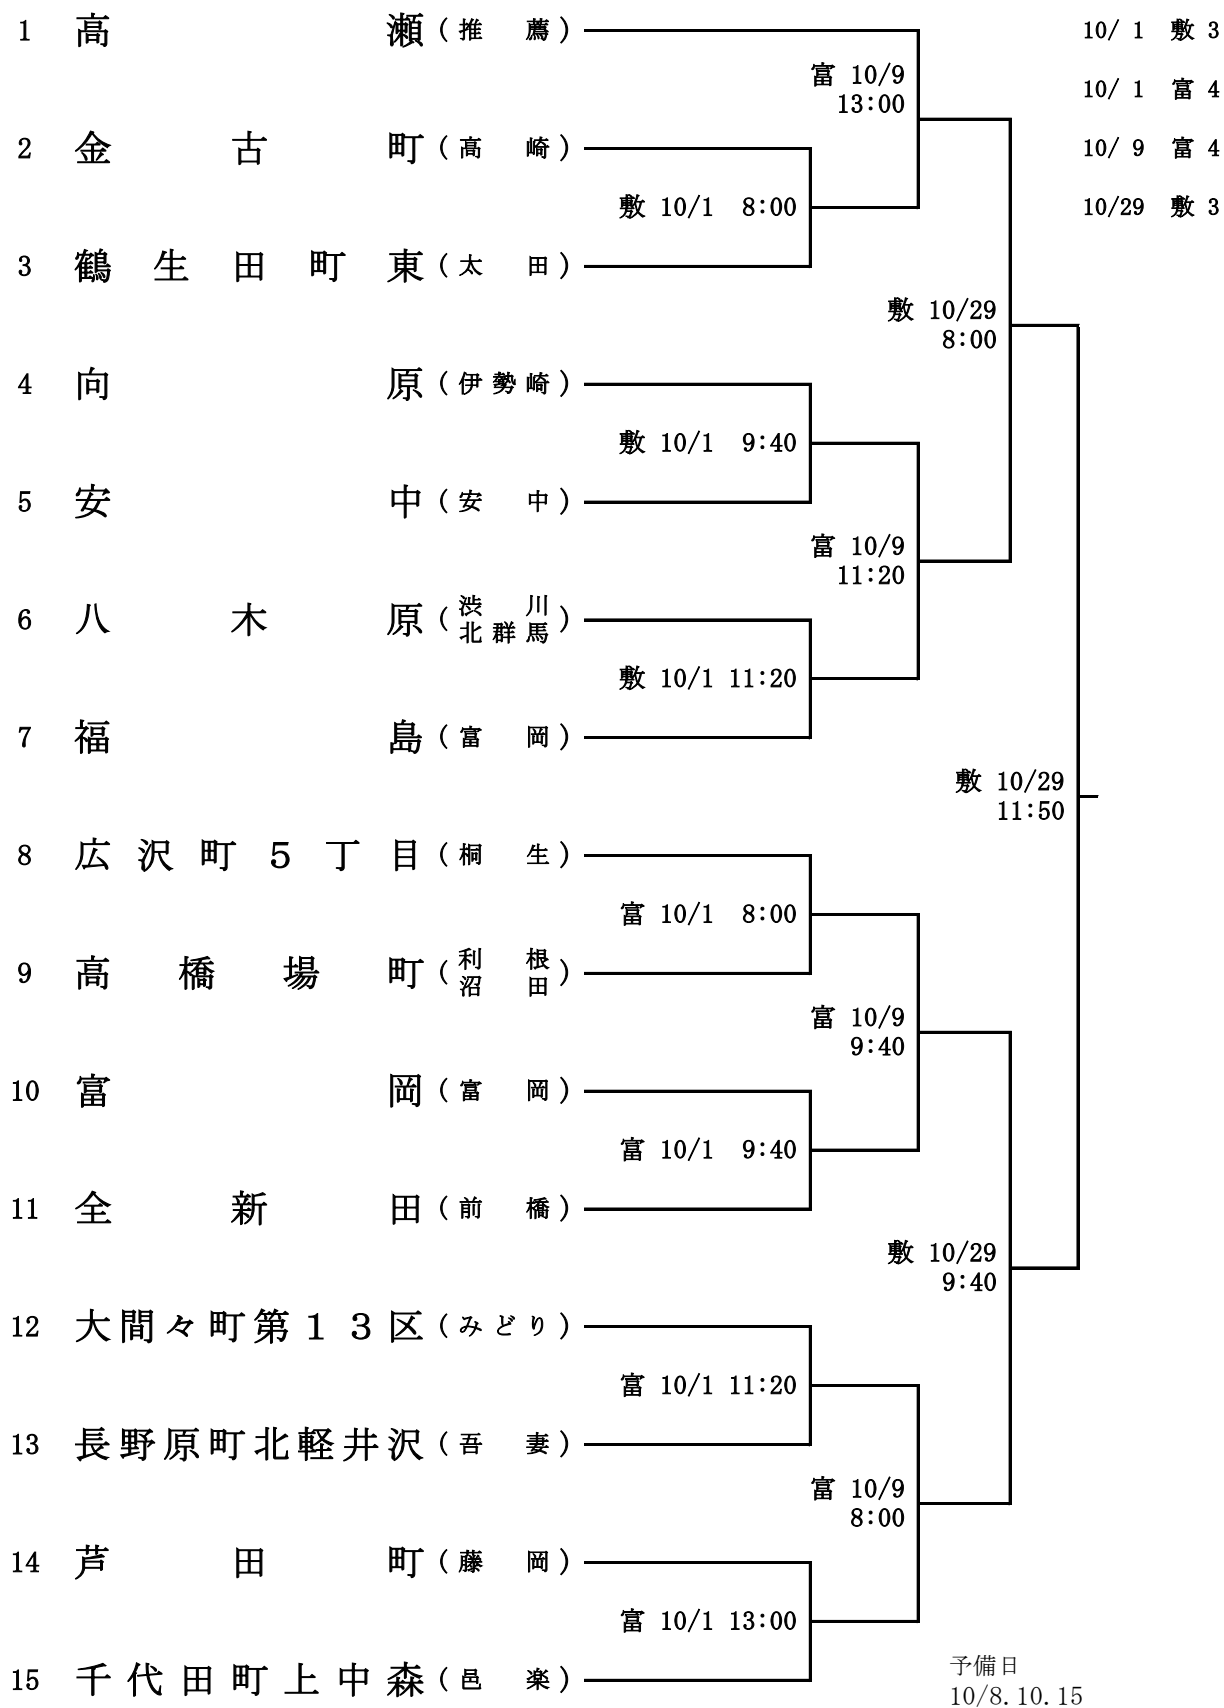 1 高瀬(推薦)
10/ 1 敷 3
富 10/9
13:00
10/ 1 富 4
2 金古町(高崎)
10/ 9 富 4
敷 10/1 8:00
10/29 敷 3
3 鶴生田町東(太田)
敷 10/29
8:00
4 向原(伊勢崎)
敷 10/1 9:40
5 安中(安中)
富 10/9
11:20
6 八木原(渋川北群馬)
敷 10/1 11:20
7 福島(富岡)
敷 10/29
11:50
8 広沢町5丁目(桐生)
富 10/1 8:00
9 高橋場町(利根沼田)
富 10/9
9:40
10 富岡(富岡)
富 10/1 9:40
11 全新田(前橋)
敷 10/29
9:40
12 大間々町第13区(みどり)
富 10/1 11:20
13 長野原町北軽井沢(吾妻)
富 10/9
8:00
14 芦田町(藤岡)
富 10/1 13:00
15 千代田町上中森(邑楽)
予備日
10/8.10.15